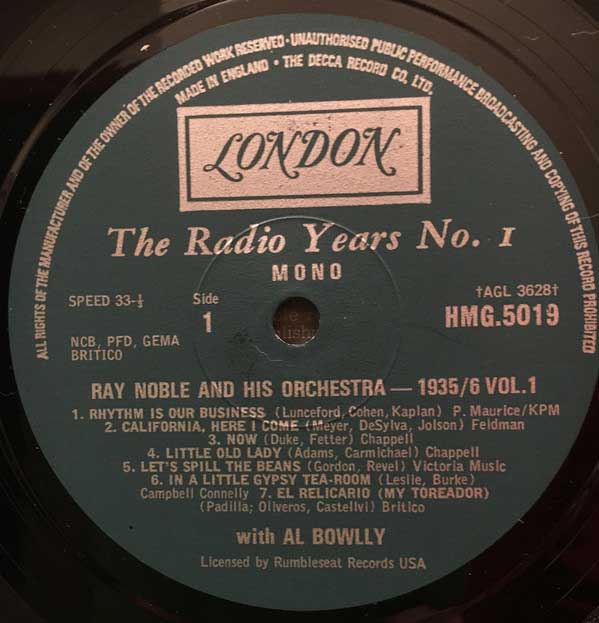 ALL RIGHTS OF THE MANUFACTURER AND OF THE OWNER OF THE RECORDED WORK RESERVED · UNAUTHORISED PUBLIC PERFORMANCE BROADCASTING AND COPYING OF THIS RECORD PROHIBITED
MADE IN ENGLAND · THE DECCA RECORD CO. LTD.
LONDON
The Radio Years No. 1
MONO
SPEED 33-⅓
Side
1
†AGL 3628†
HMG.5019
NCB, PFD, GEMA
BRITICO
RAY NOBLE AND HIS ORCHESTRA — 1935/6 VOL.1
1. RHYTHM IS OUR BUSINESS (Lunceford, Cohen, Kaplan) P. Maurice/KPM
2. CALIFORNIA, HERE I COME (Meyer, DeSylva, Jolson) Feldman
3. NOW (Duke, Fetter) Chappell
4. LITTLE OLD LADY (Adams, Carmichael) Chappell
5. LET'S SPILL THE BEANS (Gordon, Revel) Victoria Music
6. IN A LITTLE GYPSY TEA-ROOM (Leslie, Burke)
Campbell Connelly 7. EL RELICARIO (MY TOREADOR)
(Padilla; Oliveros, Castellvi) Britico
with AL BOWLLY
Licensed by Rumbleseat Records USA